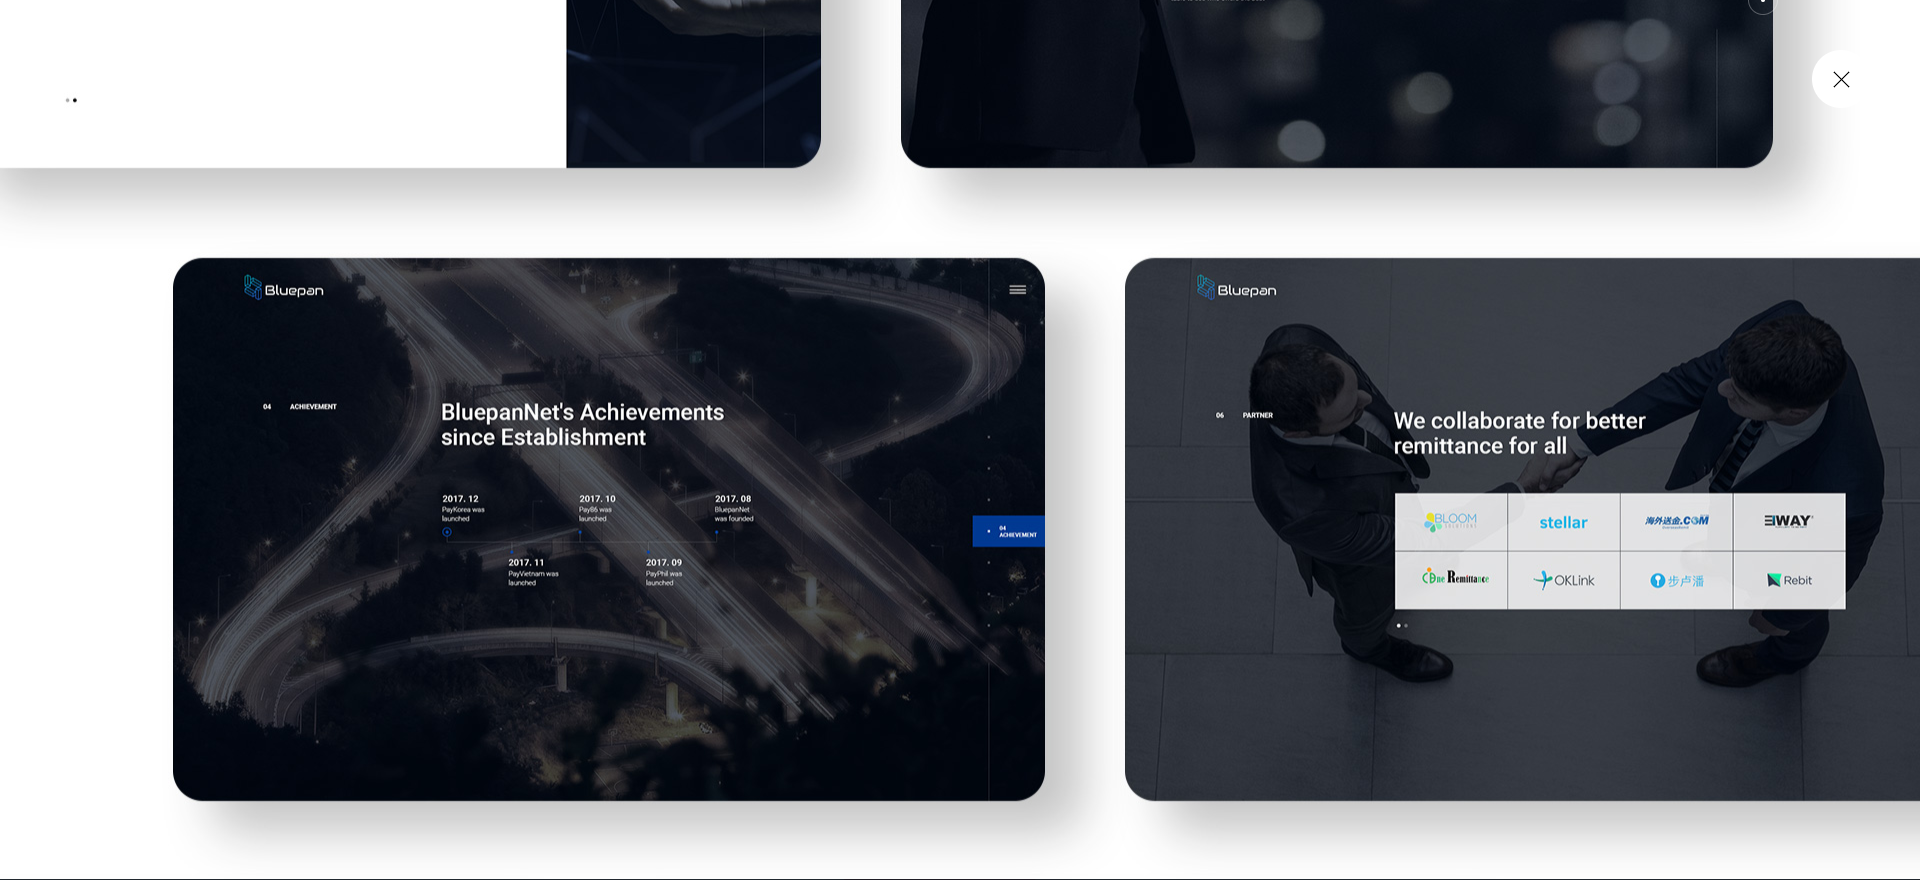 Bluepan
04 ACHIEVEMENT
BluepanNet's Achievements
since Establishment
2017. 12
PayKorea was
launched
2017. 10
Pay86 was
launched
2017. 08
BluepanNet
was founded
2017. 11
PayVietnam was
launched
2017. 09
PayPhil was
launched
04
ACHIEVEMENT
Bluepan
06 PARTNER
We collaborate for better
remittance for all
BLOOM
SOLUTIONS
stellar
海外送金.COM
EWAY
One Remittance
OKLink
步卢潘
Rebit